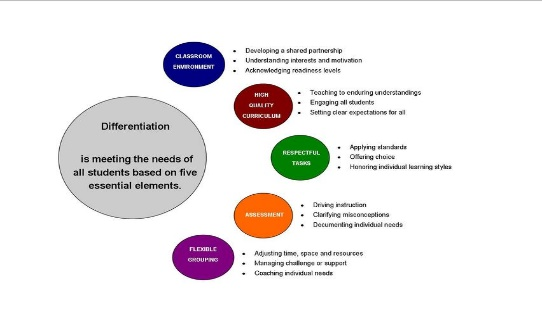 Differentiation
is meeting the needs of
all students based on five
essential elements.
CLASSROOM
ENVIRONMENT
Developing a shared partnership
Understanding interests and motivation
Acknowledging readiness levels
HIGH
QUALITY
CURRICULUM
Teaching to enduring understandings
Engaging all students
Setting clear expectations for all
RESPECTFUL
TASKS
Applying standards
Offering choice
Honoring individual learning styles
ASSESSMENT
Driving instruction
Clarifying misconceptions
Documenting individual needs
FLEXIBLE
GROUPING
Adjusting time, space and resources
Managing challenge or support
Coaching individual needs